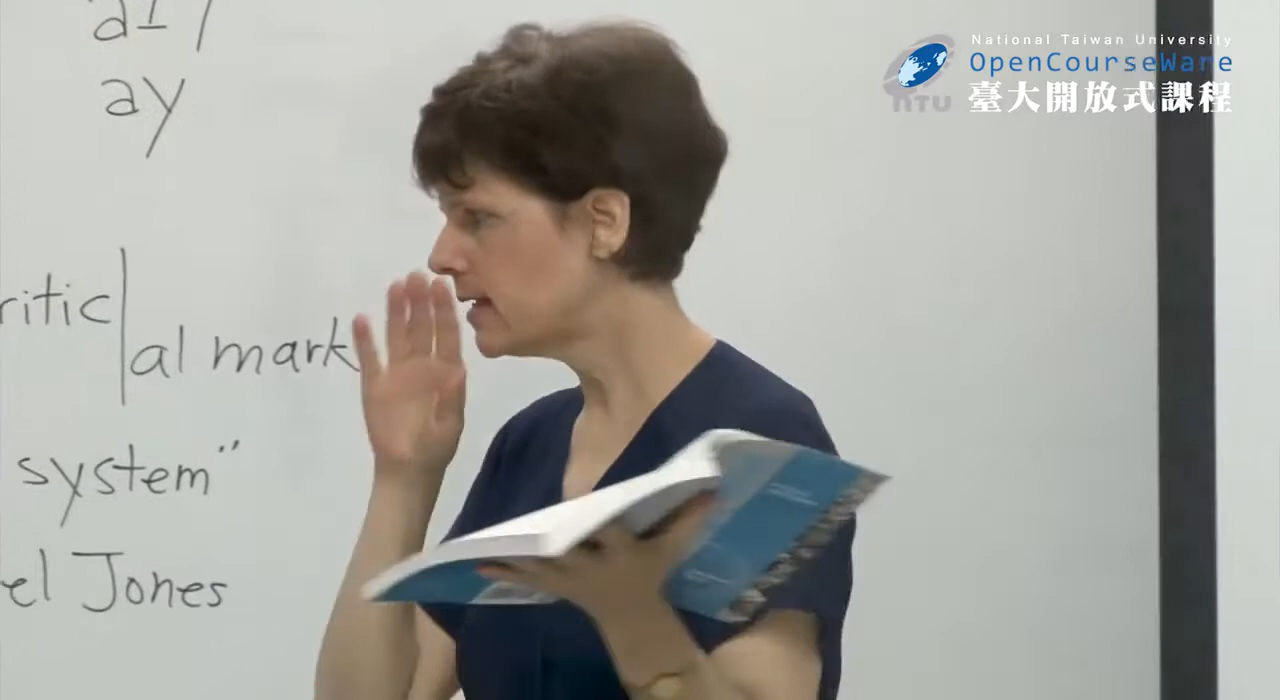 ay
National Taiwan University
OpenCourseWare
NTU
臺大開放式課程
ritic
al mark
system"
el Jones